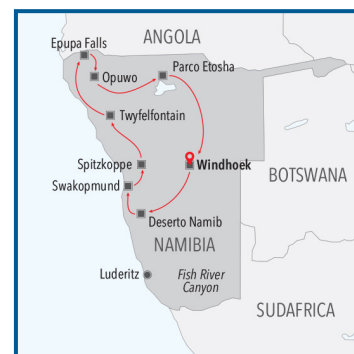 ANGOLA
Epupa Falls
Opuwo
Parco Etosha
Twyfelfontain
Spitzkoppe
Windhoek
BOTSWANA
Swakopmund
Deserto Namib
NAMIBIA
Luderitz
Fish River
Canyon
SUDAFRICA